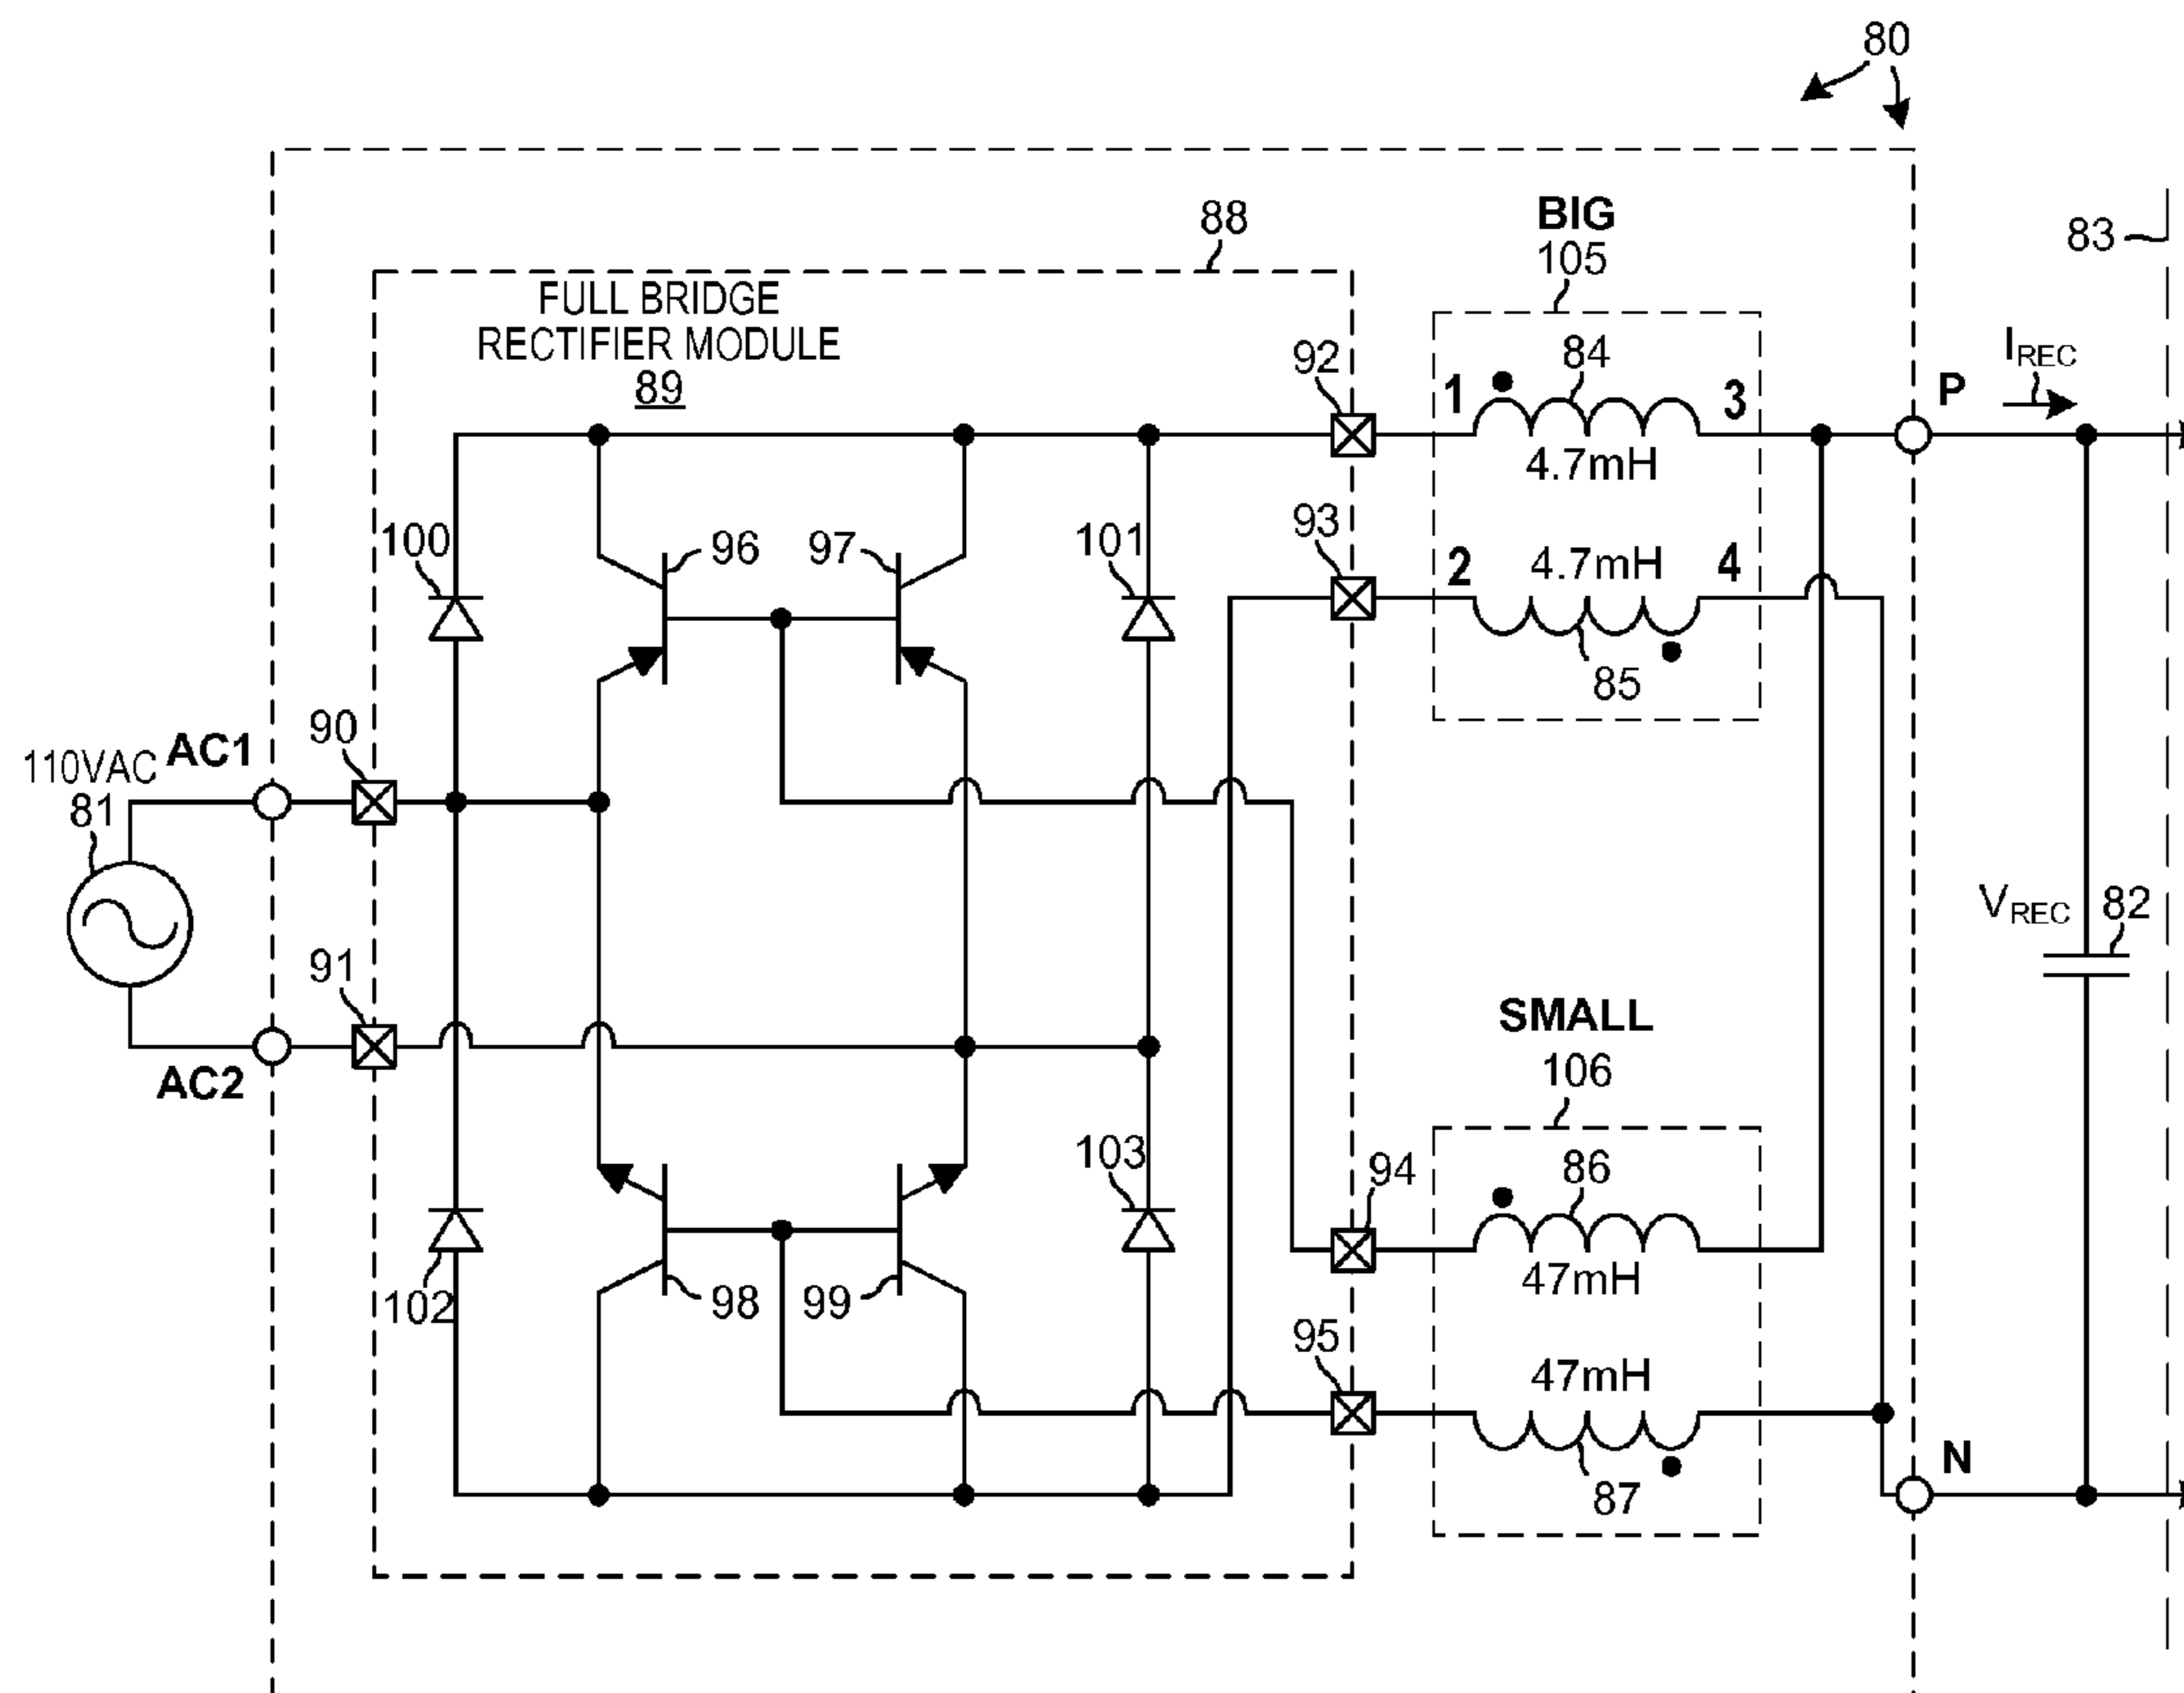 80
88
BIG
105
83
FULL BRIDGE
RECTIFIER MODULE
89
92
1
84
3
P
I REC
4.7mH
100
96
97
101
93
2
4.7mH
4
85
90
110VAC
AC1
81
91
AC2
V REC
82
SMALL
106
103
94
86
47mH
102
98
99
95
47mH
87
N